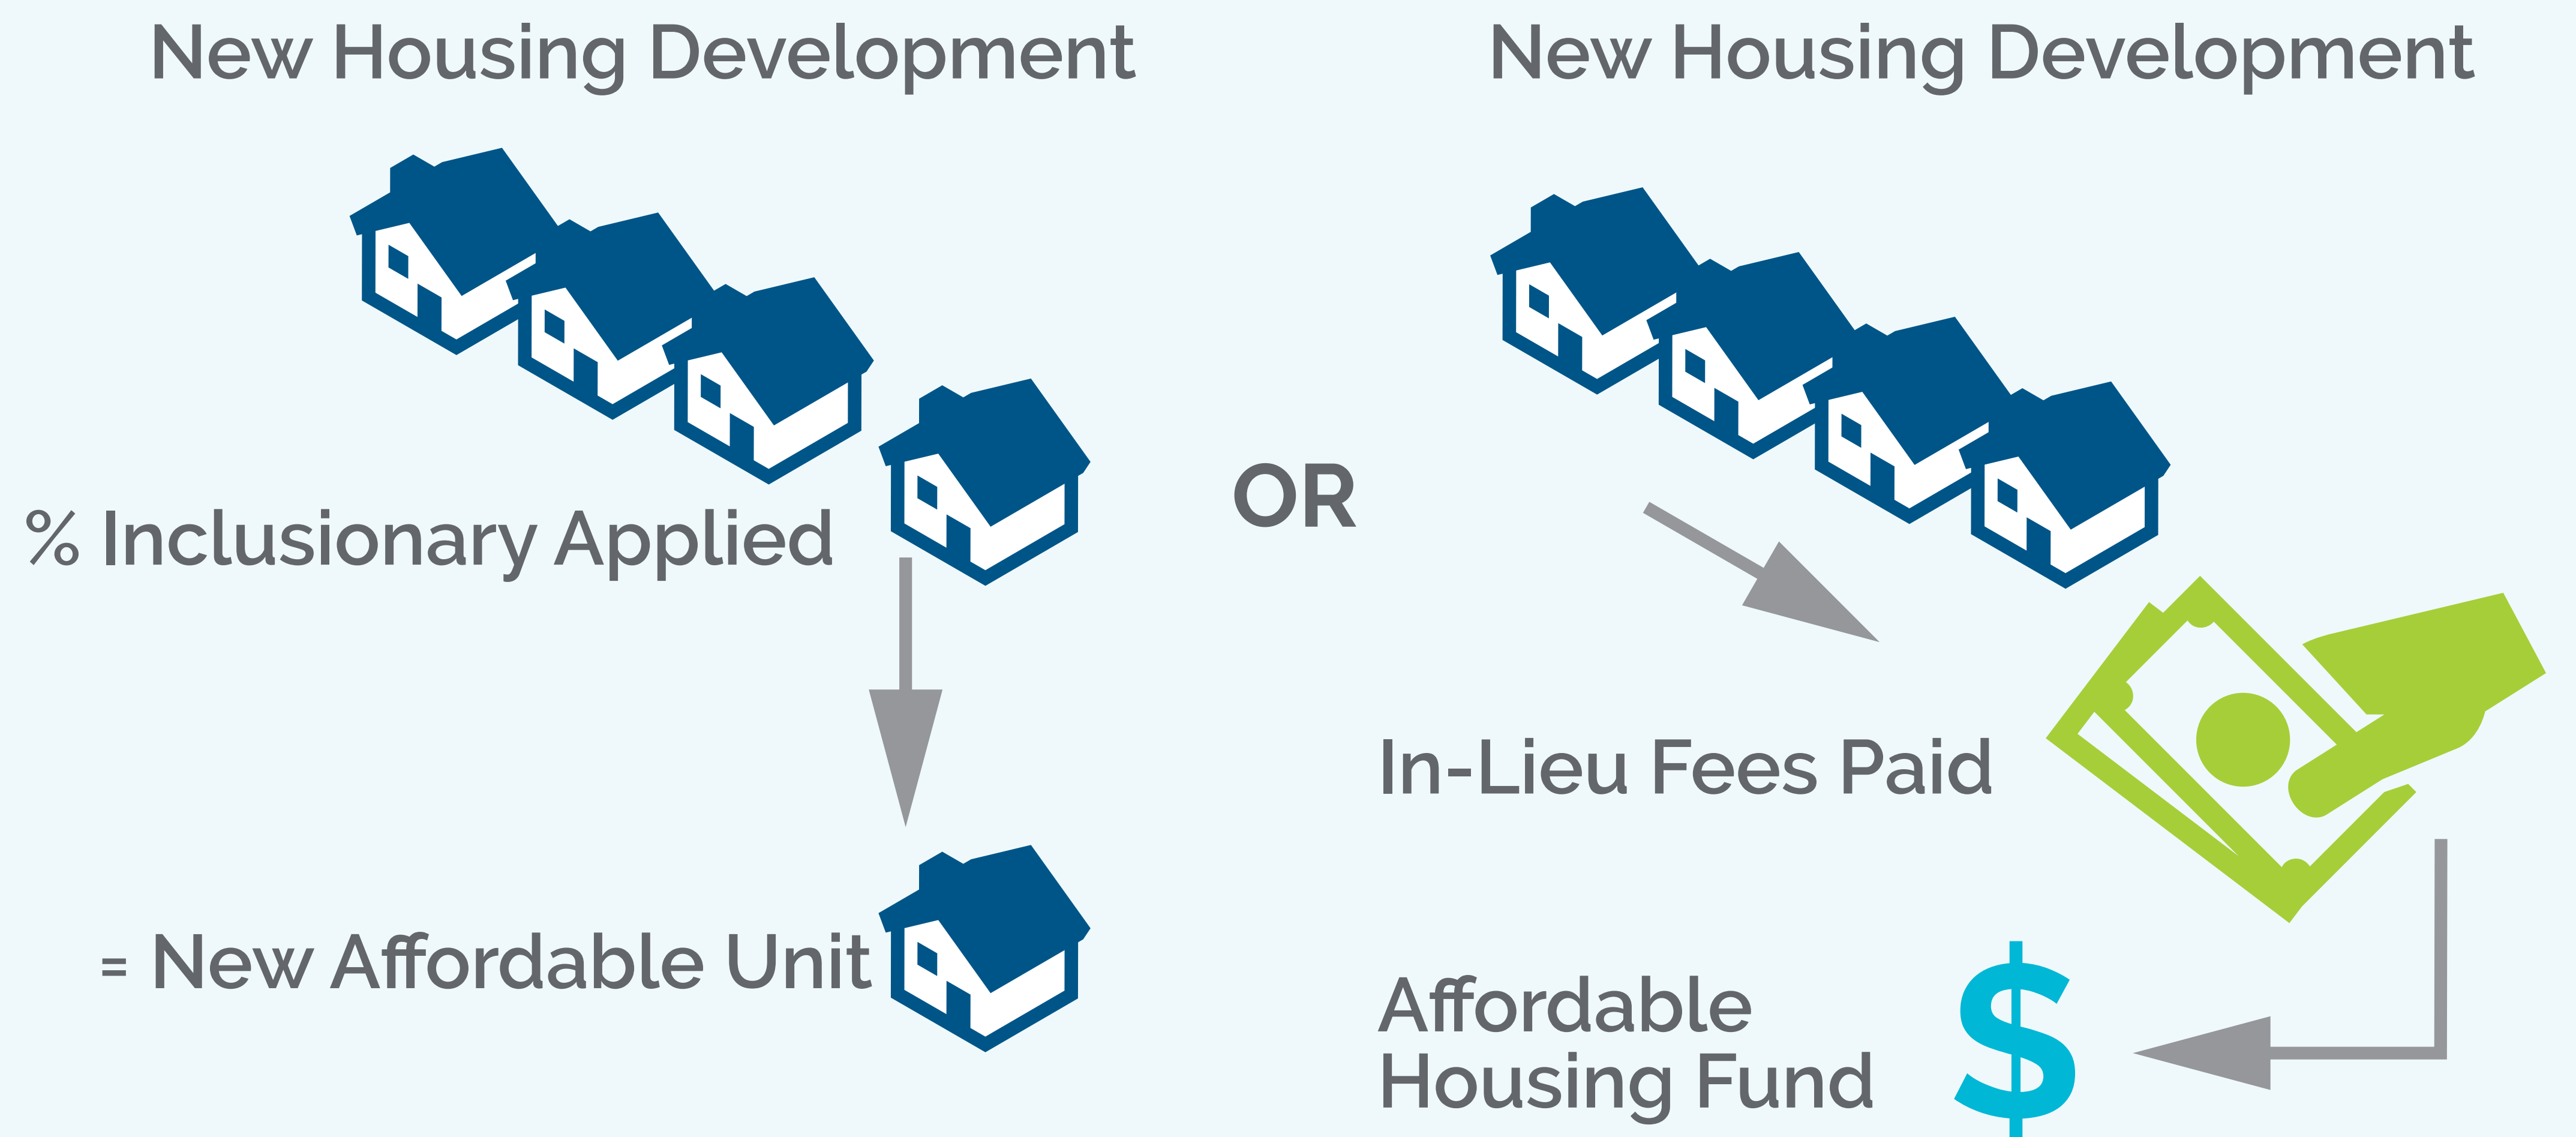 New Housing Development
% Inclusionary Applied
= New Affordable Unit
OR
New Housing Development
In-Lieu Fees Paid
Affordable
Housing Fund
$